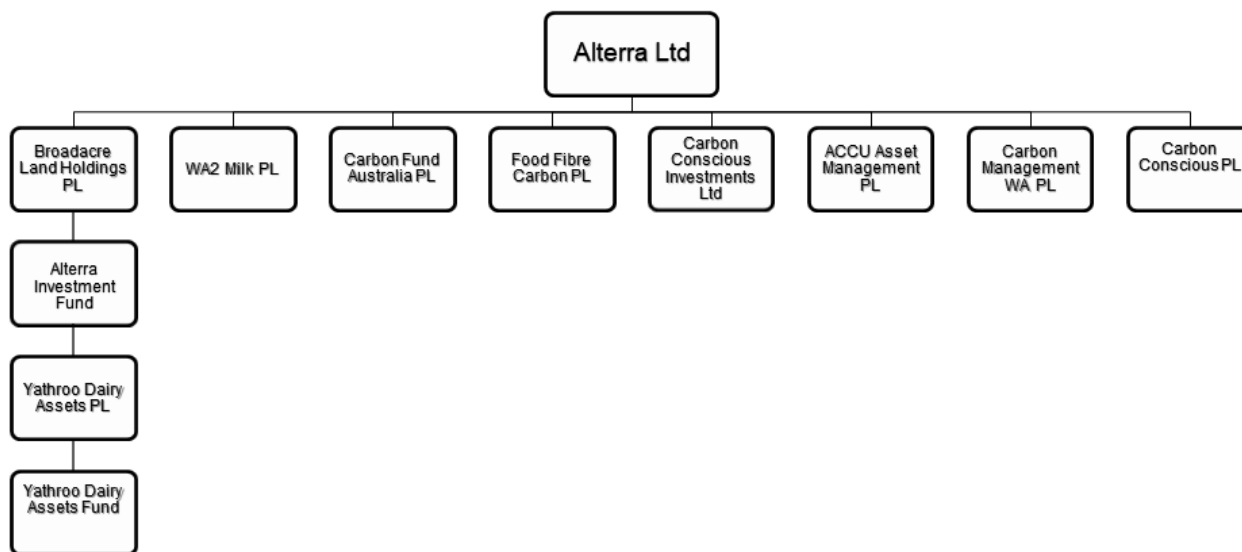 Alterra Ltd
Broadacre
Land Holdings
PL
WA2 Milk PL
Carbon Fund
Australia PL
Food Fibre
Carbon PL
Carbon
Conscious
Investments
Ltd
ACCU Asset
Management
PL
Carbon
Management
WA PL
Carbon
Conscious PL
Alterra
Investment
Fund
Yathroo Dairy
Assets PL
Yathroo Dairy
Assets Fund